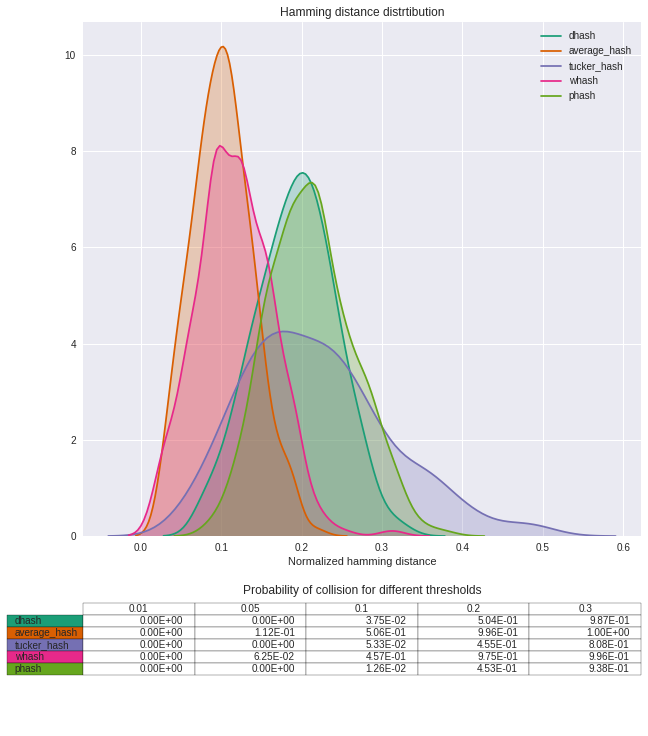 Hamming distance distrtibution
dhash
average_hash
tucker_hash
whash
phash
10
8
6
4
2
0
0.0 0.1 0.2 0.3 0.4 0.5 0.6
Normalized hamming distance
Probability of collision for different thresholds
0.01 0.05 0.1 0.2 0.3
dhash 0.00E+00 0.00E+00 3.75E-02 5.04E-01 9.87E-01
average_hash 0.00E+00 1.12E-01 5.06E-01 9.96E-01 1.00E+00
tucker_hash 0.00E+00 0.00E+00 5.33E-02 4.55E-01 8.08E-01
whash 0.00E+00 6.25E-02 4.57E-01 9.75E-01 9.96E-01
phash 0.00E+00 0.00E+00 1.26E-02 4.53E-01 9.38E-01